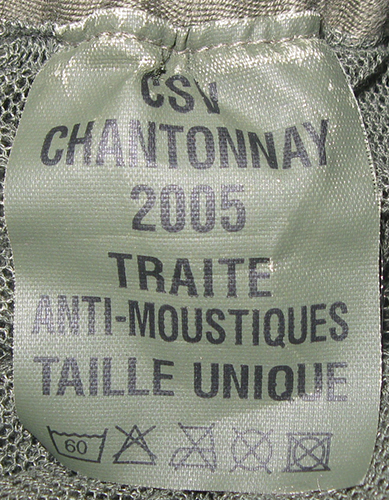 CSV
CHANTONNAY
2005
TRAITE
ANTI-MOUSTIQUES
TAILLE UNIQUE
60